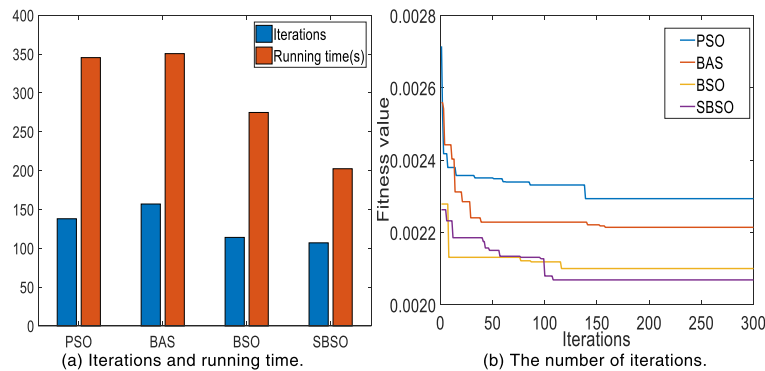 400
350
300
250
200
150
100
50
0
Iterations
Running time(s)
PSO BAS BSO SBSO
(a) Iterations and running time.
Fitness value
0.0028
0.0026
0.0024
0.0022
0.0020
PSO
BAS
BSO
SBSO
0 50 100 150 200 250 300
Iterations
(b) The number of iterations.